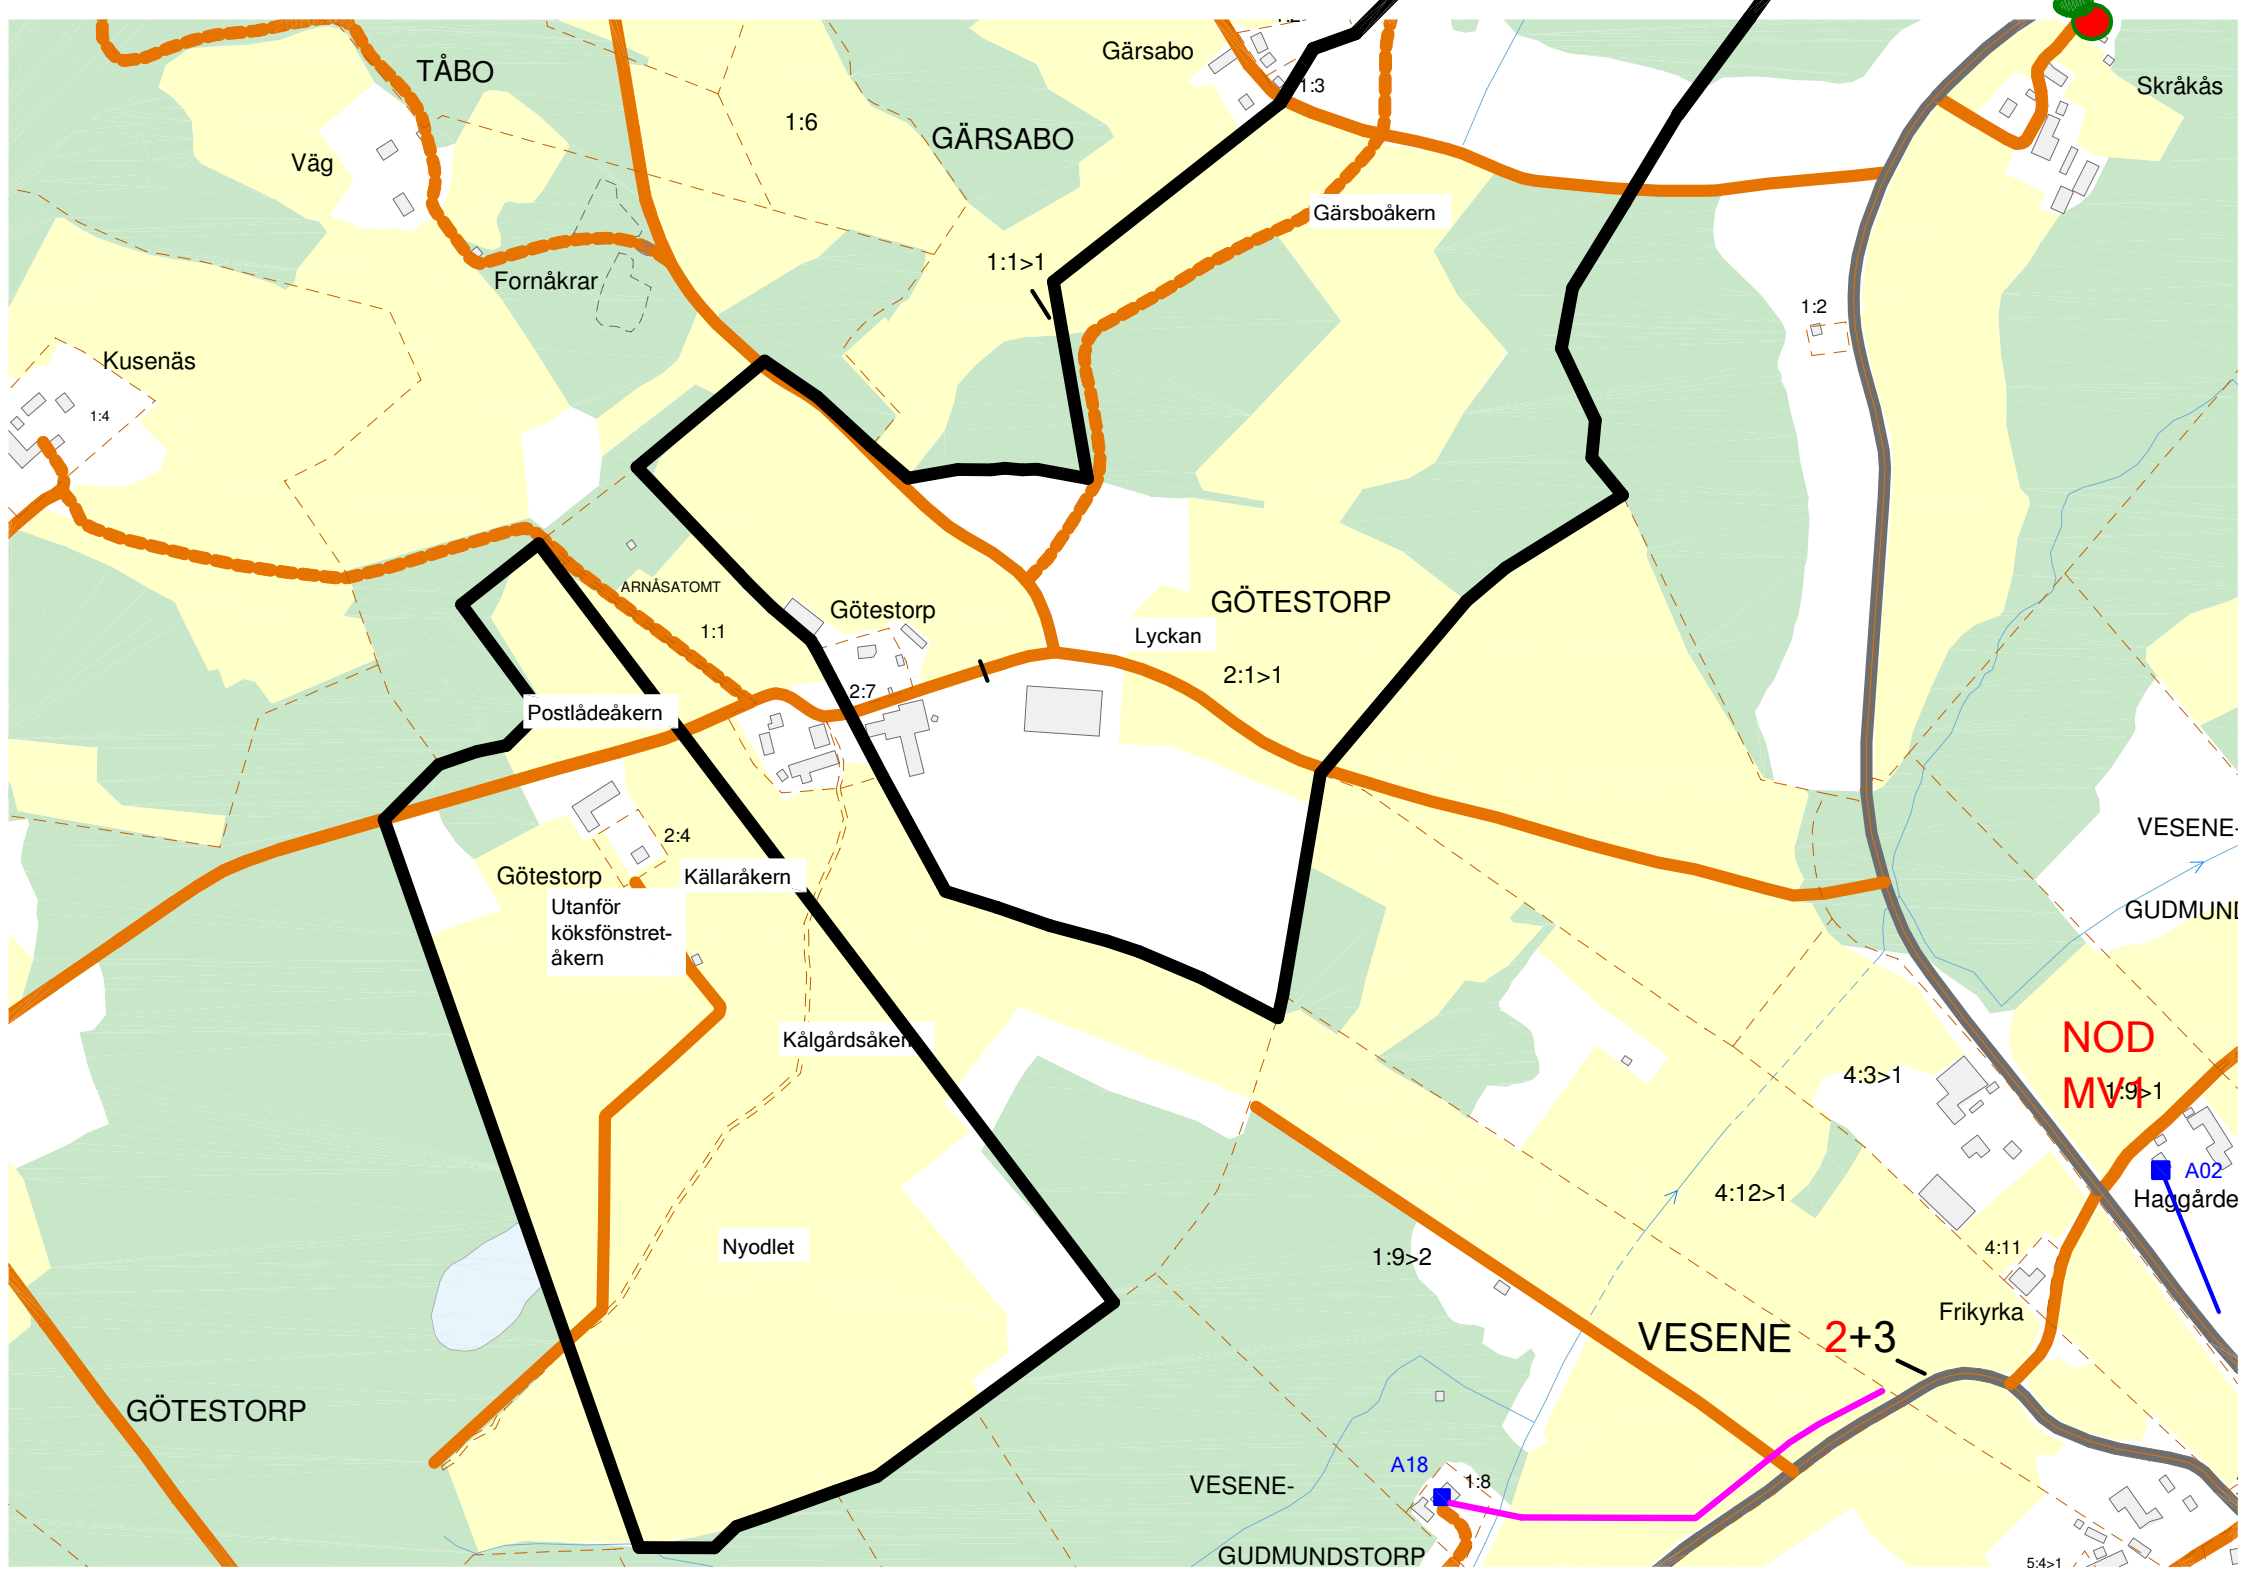 Gärsabo
TÅBO
1:3
Skråkås
1:6
GÄRSABO
Väg
Gärsboåkern
1:1>1
Fornåkrar
1:2
Kusenäs
1:4
ARNÅSATOMT
Götestorp
GÖTESTORP
1:1
Lyckan
2:1>1
2:7
Postlådeåkern
2:4
VESENE-
Götestorp
Källaråkern
Utanför
köksfönstret-
åkern
GUDMUND
Kålgårdsåker
NOD
MV1
4:3>1
1:9>1
A02
4:12>1
Haggårde
Nyodlet
4:11
1:9>2
Frikyrka
VESENE 2+3
GÖTESTORP
A18
1:8
VESENE-
GUDMUNDSTORP
5:4>1